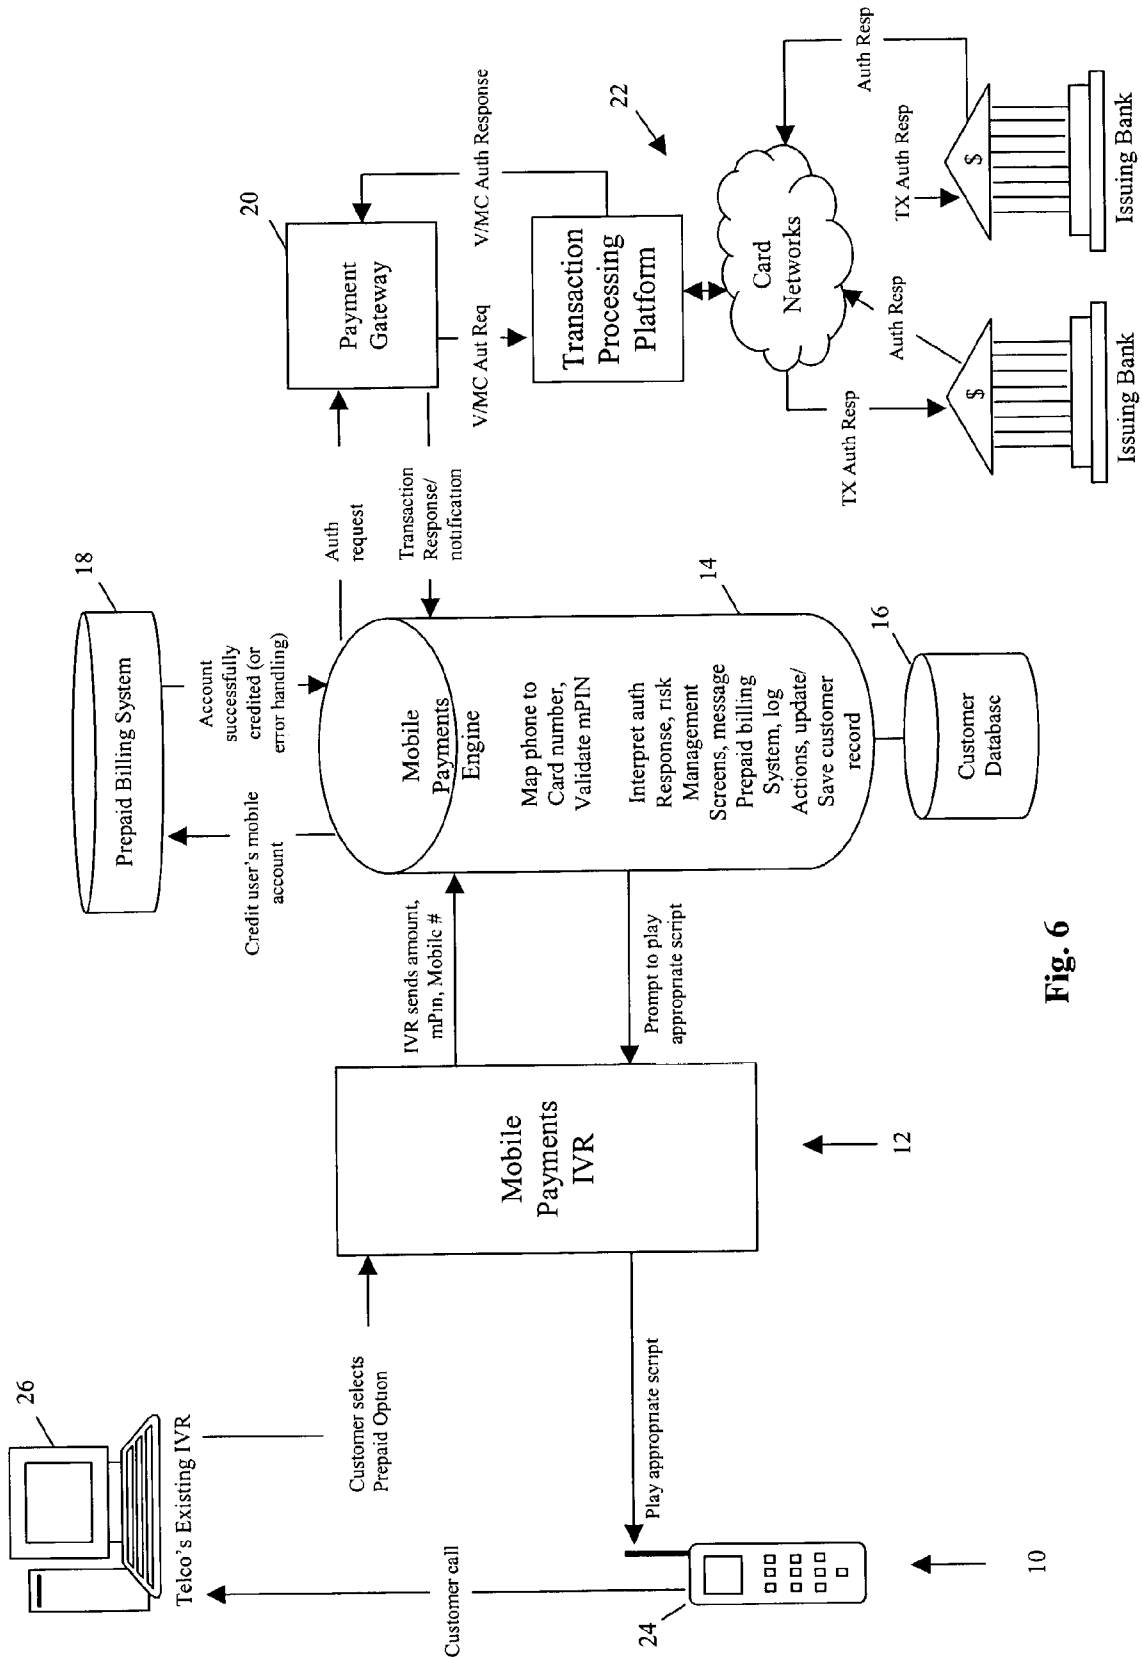 26
Telco's Existing IVR
Customer call
24
10
Customer selects
Prepaid Option
Play appropriate script
Mobile
Payments
IVR
12
IVR sends amount,
mPin, Mobile #
Prompt to play
appropriate script
18
Prepaid Billing System
Credit user's mobile
account
Account
successfully
credited (or
error handling)
Mobile
Payments
Engine
Map phone to
Card number,
Validate mPIN
Interpret auth
Response, risk
Management
Screens, message
Prepaid billing
System, log
Actions, update/
Save customer
record
14
16
Customer
Database
Auth
request
Transaction
Response/
notification
20
Payment
Gateway
V/MC Aut Req
V/MC Auth Response
Transaction
Processing
Platform
22
Card
Networks
TX Auth Resp
Auth Resp
TX Auth Resp
Auth Resp
$
Issuing Bank
$
Issuing Bank
Fig. 6